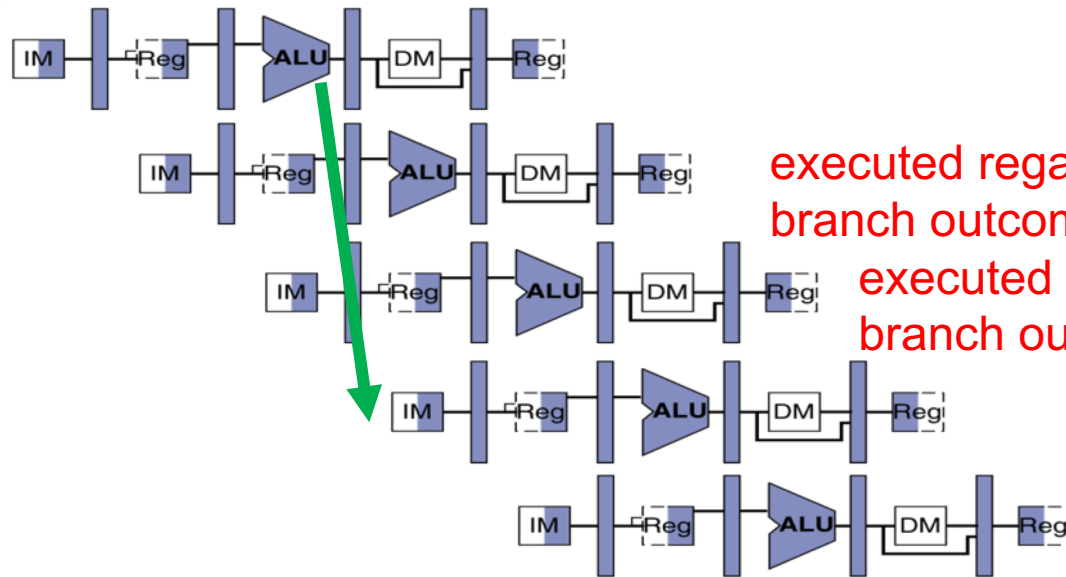 IM Reg ALU DM Reg
IM Reg ALU DM Reg
executed rega
branch outcom
IM Reg ALU DM Reg
executed
branch ou
IM Reg ALU DM Reg
IM Reg ALU DM Reg